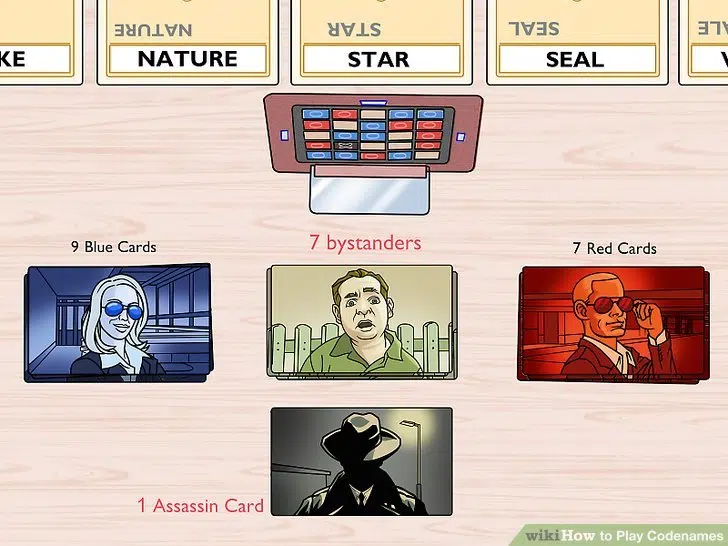 NATURE
STAR
SEAL
KE
NATURE
STAR
SEAL
9 Blue Cards
7 bystanders
7 Red Cards
1 Assassin Card
wikiHow to Play Codenames